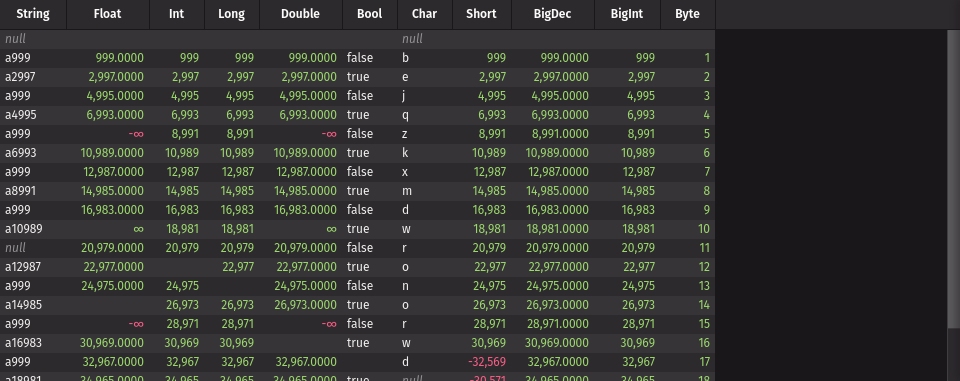 String Float Int Long Double Bool Char Short BigDec BigInt Byte
null null
a999 999.0000 999 999 999.0000 false b 999 999.0000 999 1
a2997 2,997.0000 2,997 2,997 2,997.0000 true e 2,997 2,997.0000 2,997 2
a999 4,995.0000 4,995 4,995 4,995.0000 false j 4,995 4,995.0000 4,995 3
a4995 6,993.0000 6,993 6,993 6,993.0000 true q 6,993 6,993.0000 6,993 4
a999 -∞ 8,991 8,991 -∞ false z 8,991 8,991.0000 8,991 5
a6993 10,989.0000 10,989 10,989 10,989.0000 true k 10,989 10,989.0000 10,989 6
a999 12,987.0000 12,987 12,987 12,987.0000 false x 12,987 12,987.0000 12,987 7
a8991 14,985.0000 14,985 14,985 14,985.0000 true m 14,985 14,985.0000 14,985 8
a999 16,983.0000 16,983 16,983 16,983.0000 false d 16,983 16,983.0000 16,983 9
a10989 ∞ 18,981 18,981 ∞ true w 18,981 18,981.0000 18,981 10
null 20,979.0000 20,979 20,979 20,979.0000 false r 20,979 20,979.0000 20,979 11
a12987 22,977.0000 22,977 22,977.0000 true o 22,977 22,977.0000 22,977 12
a999 24,975.0000 24,975 24,975.0000 false n 24,975 24,975.0000 24,975 13
a14985 26,973 26,973 26,973.0000 true o 26,973 26,973.0000 26,973 14
a999 -∞ 28,971 28,971 -∞ false r 28,971 28,971.0000 28,971 15
a16983 30,969.0000 30,969 30,969 true w 30,969 30,969.0000 30,969 16
a999 32,967.0000 32,967 32,967 32,967.0000 d -32,569 32,967.0000 32,967 17
a18981 34,965.0000 34,965 34,965 34,965.0000 true null -30,571 34,965.0000 34,965 18